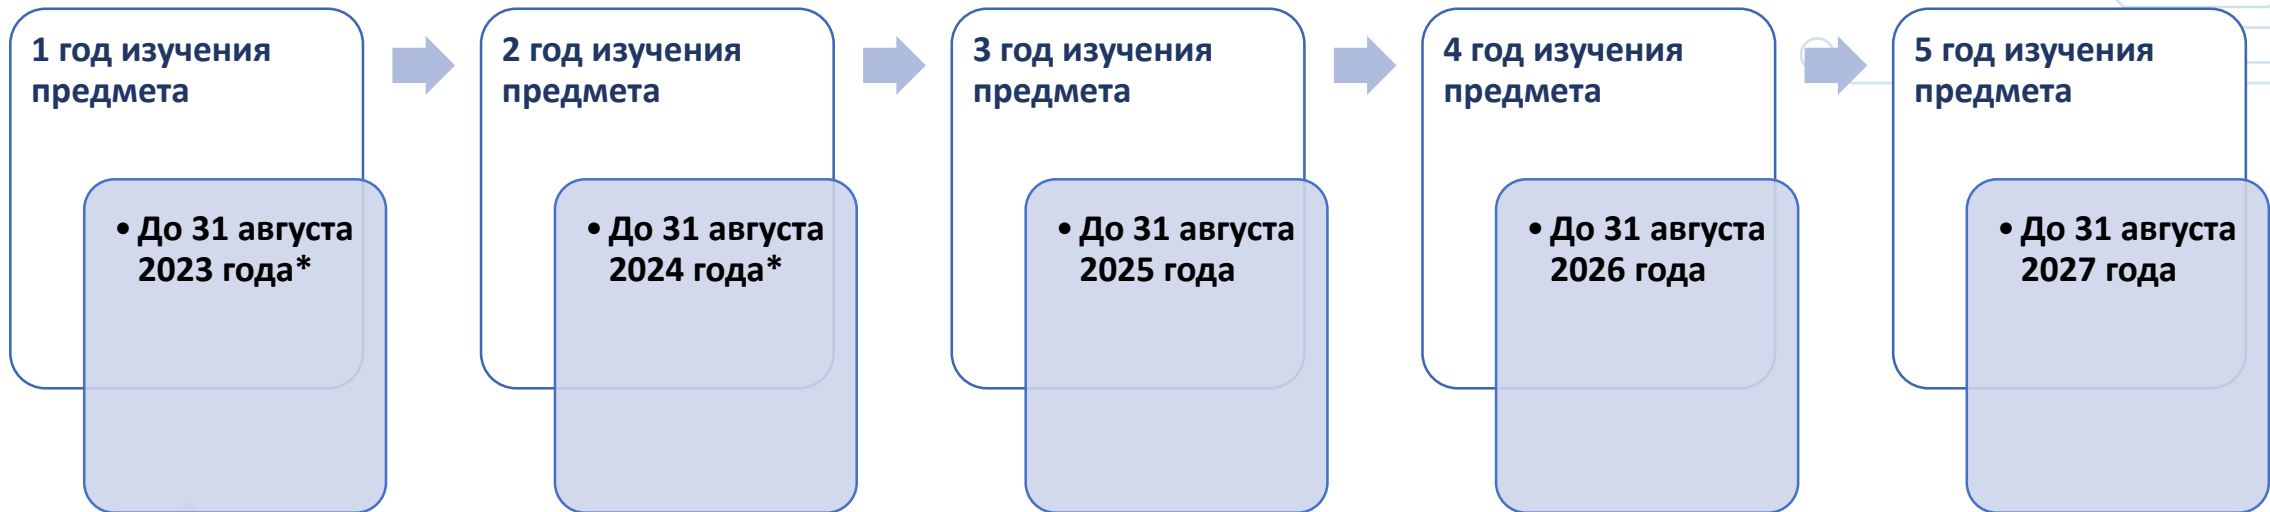 1 год изучения
предмета
• До 31 августа
2023 года*
2 год изучения
предмета
• До 31 августа
2024 года*
3 год изучения
предмета
• До 31 августа
2025 года
4 год изучения
предмета
• До 31 августа
2026 года
5 год изучения
предмета
• До 31 августа
2027 года